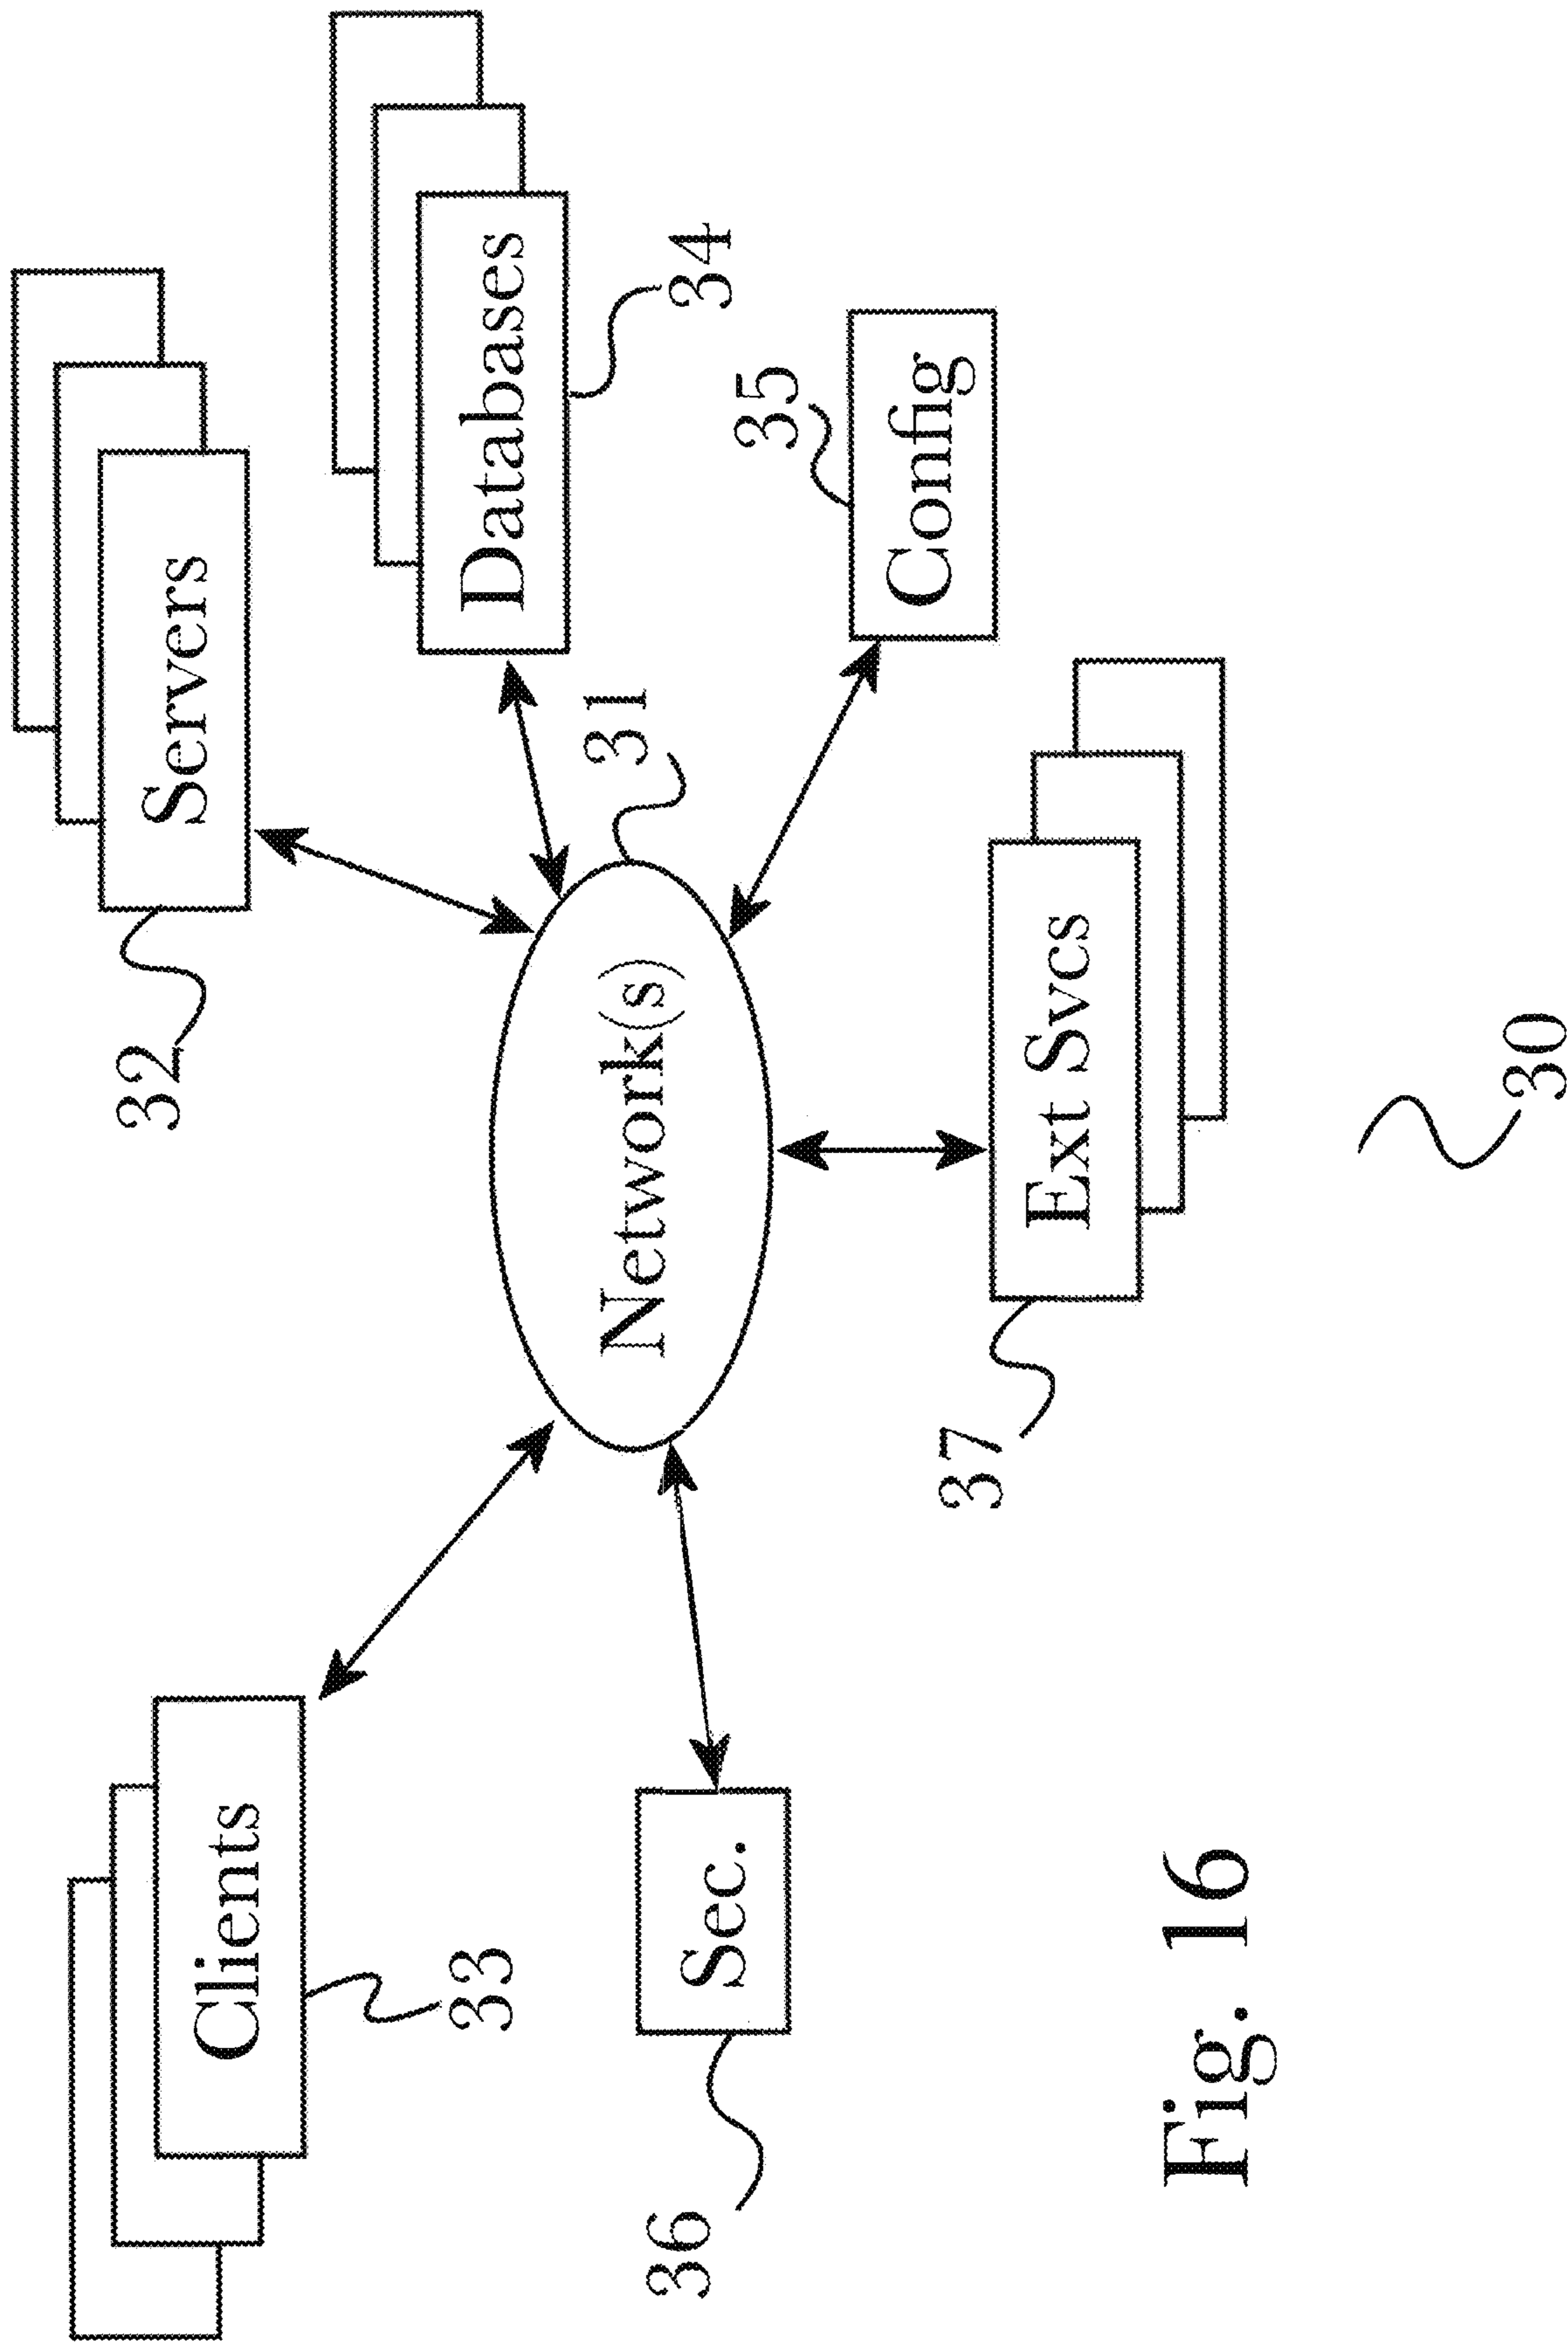 Clients
33
32
Servers
Databases
34
Network(s)
31
36
Sec.
35
Config
37
Ext Svcs
Fig. 16
30